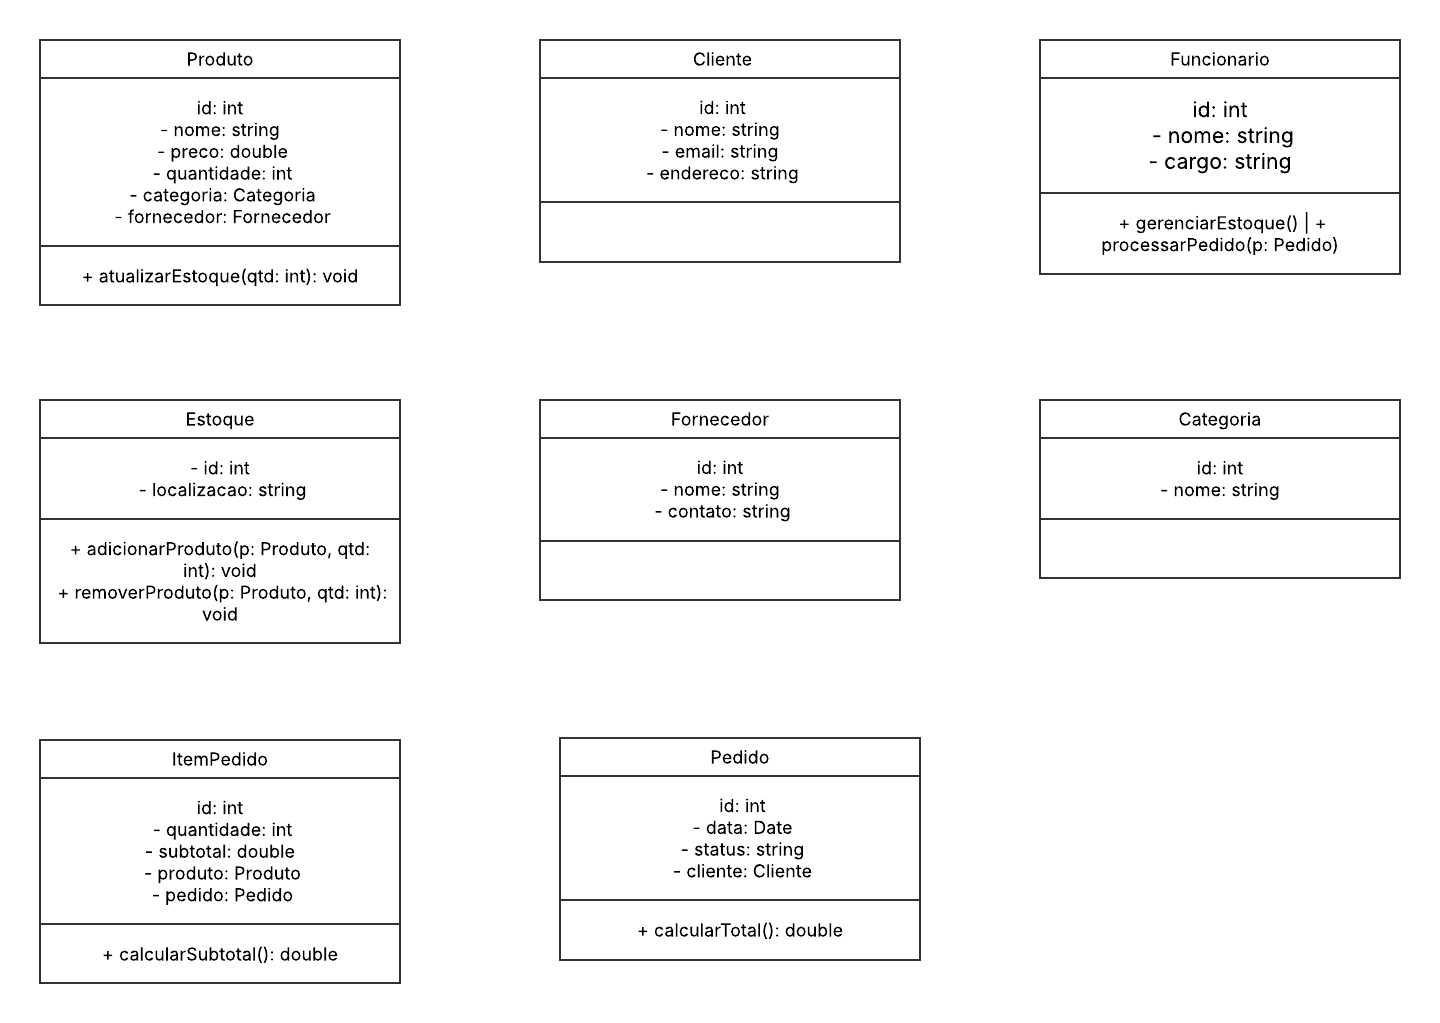 Produto
id: int
- nome: string
- preco: double
- quantidade: int
- categoria: Categoria
- fornecedor: Fornecedor
+ atualizarEstoque(qtd: int): void
Cliente
id: int
- nome: string
- email: string
- endereco: string
Funcionario
id: int
- nome: string
- cargo: string
+ gerenciarEstoque() | +
processarPedido(p: Pedido)
Estoque
- id: int
- localizacao: string
+ adicionarProduto(p: Produto, qtd:
int): void
+ removerProduto(p: Produto, qtd: int):
void
Fornecedor
id: int
- nome: string
- contato: string
Categoria
id: int
- nome: string
ItemPedido
id: int
- quantidade: int
- subtotal: double
- produto: Produto
- pedido: Pedido
+ calcularSubtotal(): double
Pedido
id: int
- data: Date
- status: string
- cliente: Cliente
+ calcularTotal(): double